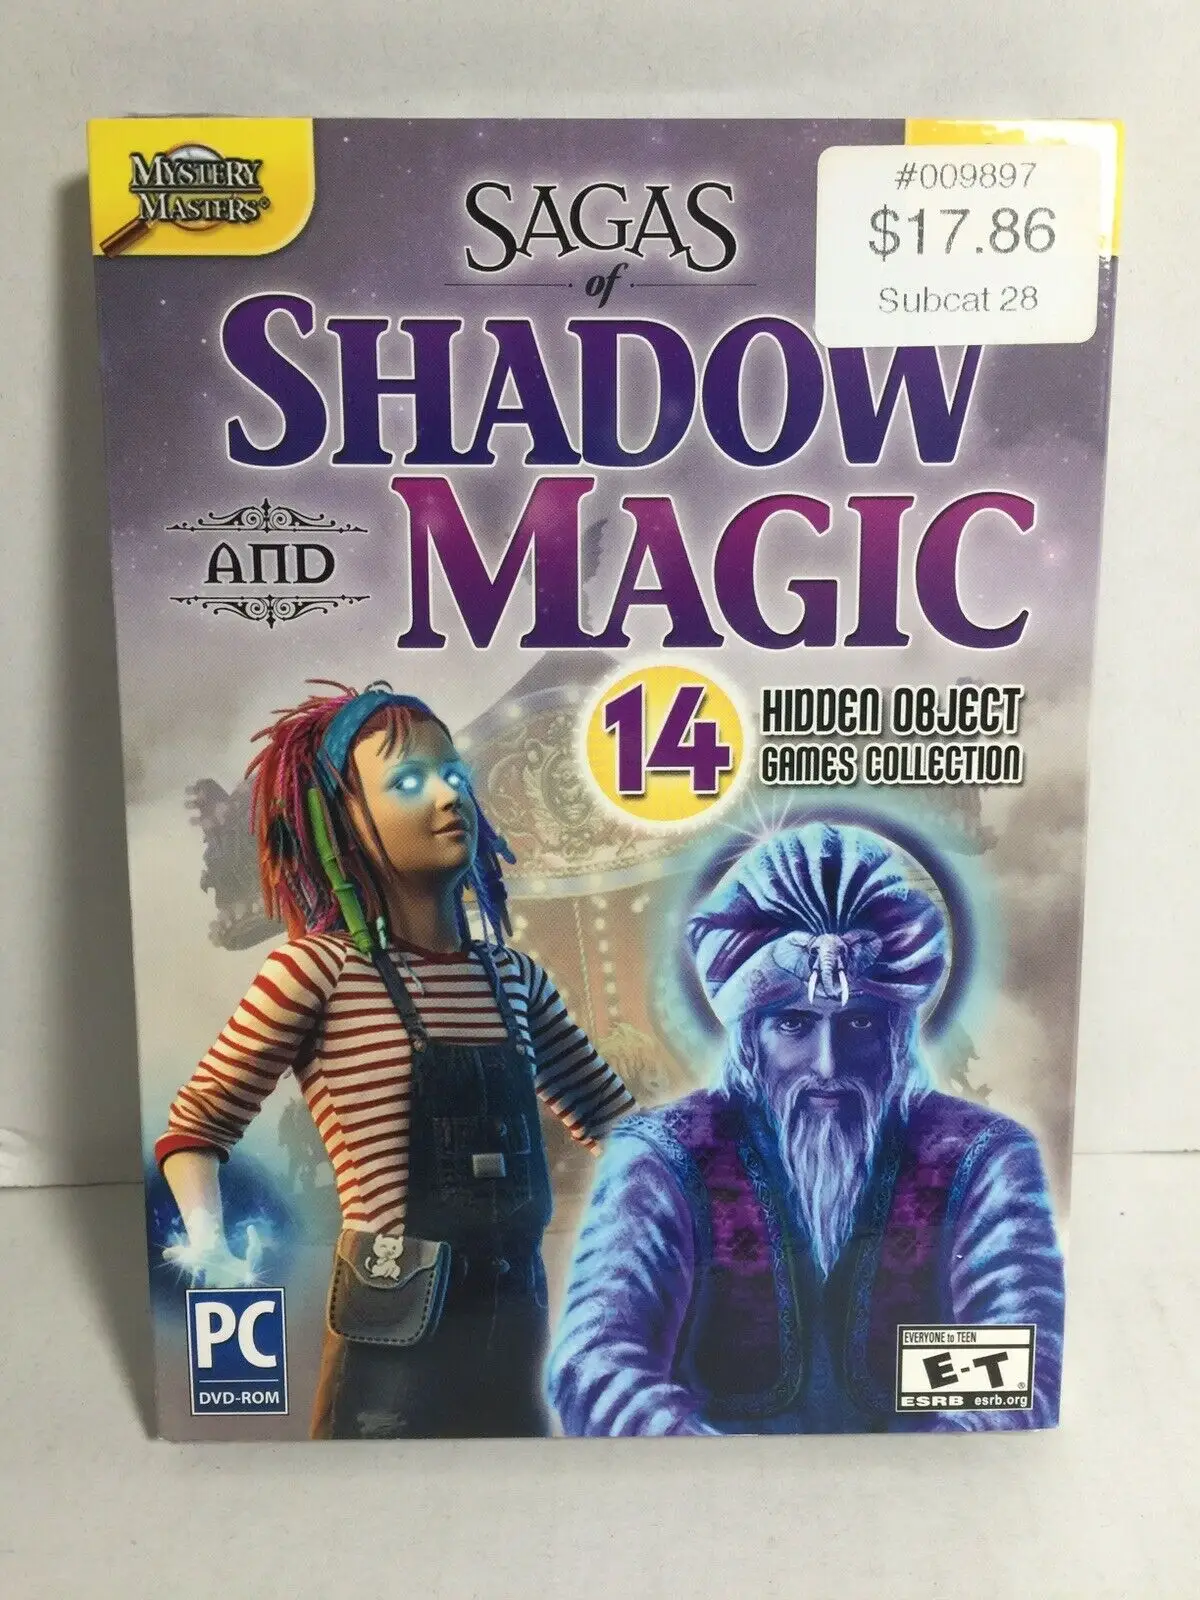 MYSTERY
MASTERS®
#009897
$17.86
Subcat 28
SAGAS
of
SHADOW
AND
MAGIC
14
HIDDEN OBJECT
GAMES COLLECTION
PC
DVD-ROM
EVERYONE to TEEN
E-T
ESRB esrb.org